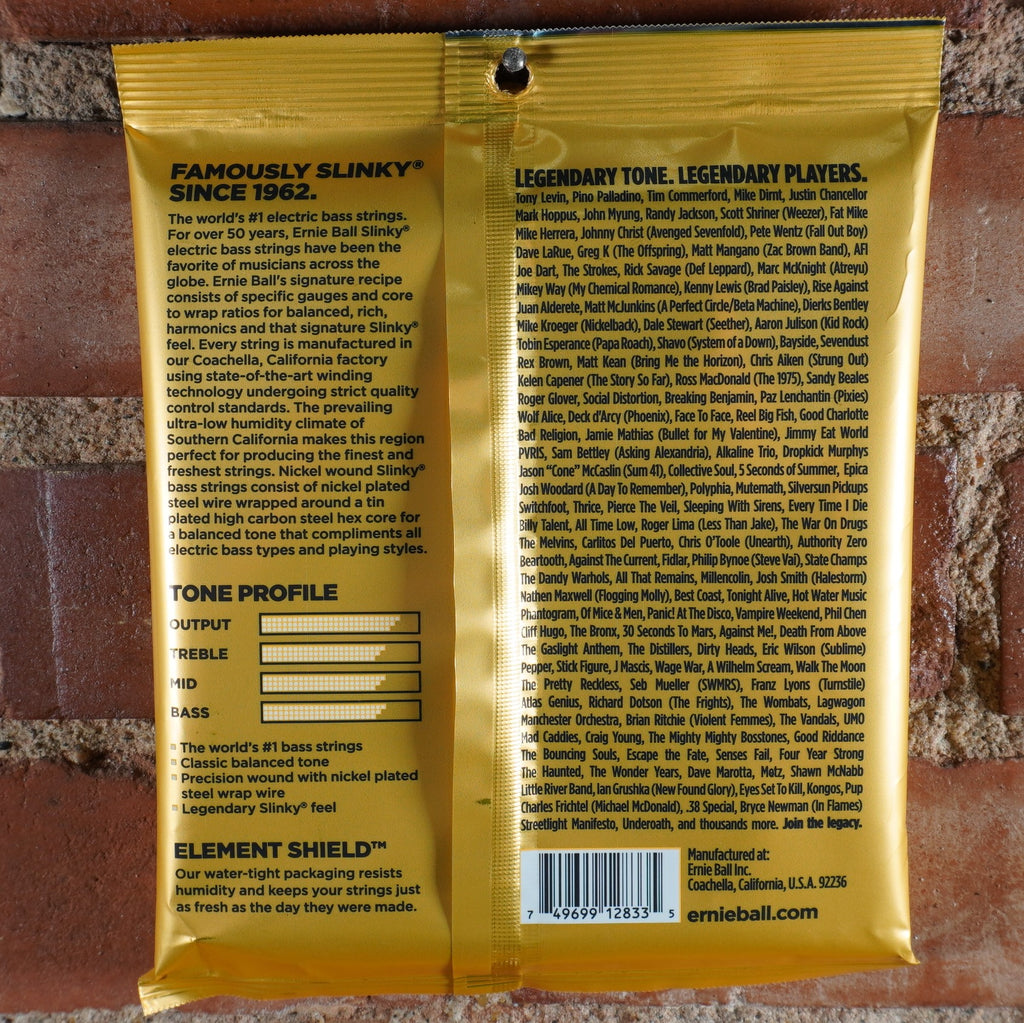 FAMOUSLY SLINKY®
SINCE 1962.
The world's #1 electric bass strings.
For over 50 years, Ernie Ball Slinky®
electric bass strings have been the
favorite of musicians across the
globe. Ernie Ball's signature recipe
consists of specific gauges and core
to wrap ratios for balanced, rich,
harmonics and that signature Slinky®
feel. Every string is manufactured in
our Coachella, California factory
using state-of-the-art winding
technology undergoing strict quality
control standards. The prevailing
ultra-low humidity climate of
Southern California makes this region
perfect for producing the finest and
freshest strings. Nickel wound Slinky®
bass strings consist of nickel plated
steel wire wrapped around a tin
plated high carbon steel hex core for
a balanced tone that compliments all
electric bass types and playing styles.
TONE PROFILE
OUTPUT
TREBLE
MID
BASS
The world's #1 bass strings
Classic balanced tone
Precision wound with nickel plated
steel wrap wire
Legendary Slinky® feel
ELEMENT SHIELD™
Our water-tight packaging resists
humidity and keeps your strings just
as fresh as the day they were made.
LEGENDARY TONE. LEGENDARY PLAYERS.
Tony Levin, Pino Palladino, Tim Commerford, Mike Dirnt, Justin Chancellor
Mark Hoppus, John Myung, Randy Jackson, Scott Shriner (Weezer), Fat Mike
Mike Herrera, Johnny Christ (Avenged Sevenfold), Pete Wentz (Fall Out Boy)
Dave LaRue, Greg K (The Offspring), Matt Mangano (Zac Brown Band), AFI
Joe Dart, The Strokes, Rick Savage (Def Leppard), Marc McKnight (Atreyu)
Mikey Way (My Chemical Romance), Kenny Lewis (Brad Paisley), Rise Against
Juan Alderete, Matt McJunkins (A Perfect Circle/Beta Machine), Dierks Bentley
Mike Kroeger (Nickelback), Dale Stewart (Seether), Aaron Julison (Kid Rock)
Tobin Esperance (Papa Roach), Shavo (System of a Down), Bayside, Sevendust
Rex Brown, Matt Kean (Bring Me the Horizon), Chris Aiken (Strung Out)
Kelen Capener (The Story So Far), Ross MacDonald (The 1975), Sandy Beales
Roger Glover, Social Distortion, Breaking Benjamin, Paz Lenchantin (Pixies)
Wolf Alice, Deck d'Arcy (Phoenix), Face To Face, Reel Big Fish, Good Charlotte
Bad Religion, Jamie Mathias (Bullet for My Valentine), Jimmy Eat World
PVRIS, Sam Bettley (Asking Alexandria), Alkaline Trio, Dropkick Murphys
Jason "Cone" McCaslin (Sum 41), Collective Soul, 5 Seconds of Summer, Epica
Josh Woodard (A Day To Remember), Polyphia, Mutemath, Silversun Pickups
Switchfoot, Thrice, Pierce The Veil, Sleeping With Sirens, Every Time I Die
Billy Talent, All Time Low, Roger Lima (Less Than Jake), The War On Drugs
The Melvins, Carlitos Del Puerto, Chris O'Toole (Unearth), Authority Zero
Beartooth, Against The Current, Fidlar, Philip Bynoe (Steve Vai), State Champs
The Dandy Warhols, All That Remains, Millencolin, Josh Smith (Halestorm)
Nathen Maxwell (Flogging Molly), Best Coast, Tonight Alive, Hot Water Music
Phantogram, Of Mice & Men, Panic! At The Disco, Vampire Weekend, Phil Chen
Cliff Hugo, The Bronx, 30 Seconds To Mars, Against Me!, Death From Above
The Gaslight Anthem, The Distillers, Dirty Heads, Eric Wilson (Sublime)
Pepper, Stick Figure, J Mascis, Wage War, A Wilhelm Scream, Walk The Moon
The Pretty Reckless, Seb Mueller (SWMRS), Franz Lyons (Turnstile)
Atlas Genius, Richard Dotson (The Frights), The Wombats, Lagwagon
Manchester Orchestra, Brian Ritchie (Violent Femmes), The Vandals, UMO
Mad Caddies, Craig Young, The Mighty Mighty Bosstones, Good Riddance
The Bouncing Souls, Escape the Fate, Senses Fail, Four Year Strong
The Haunted, The Wonder Years, Dave Marotta, Møtz, Shawn McNabb
Little River Band, Ian Grushka (New Found Glory), Eyes Set To Kill, Kongos, Pup
Charles Frichtel (Michael McDonald), .38 Special, Bryce Newman (In Flames)
Streetlight Manifesto, Underoath, and thousands more. Join the legacy.
7 49699 12833 5
Manufactured at:
Ernie Ball Inc.
Coachella, California, U.S.A. 92236
ernieball.com